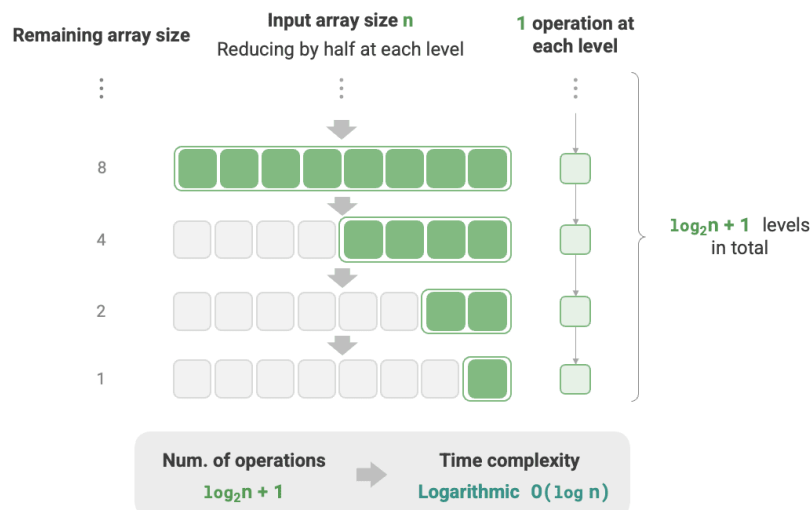 Remaining array size
Input array size n
Reducing by half at each level
1 operation at
each level
8
4
2
1
log₂n + 1 levels
in total
Num. of operations
log₂n + 1
Time complexity
Logarithmic O(log n)